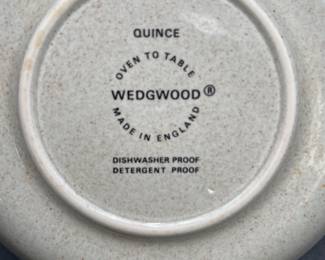 QUINCE
OVEN TO TABLE
WEDGWOOD®
MADE IN ENGLAND
DISHWASHER PROOF
DETERGENT PROOF